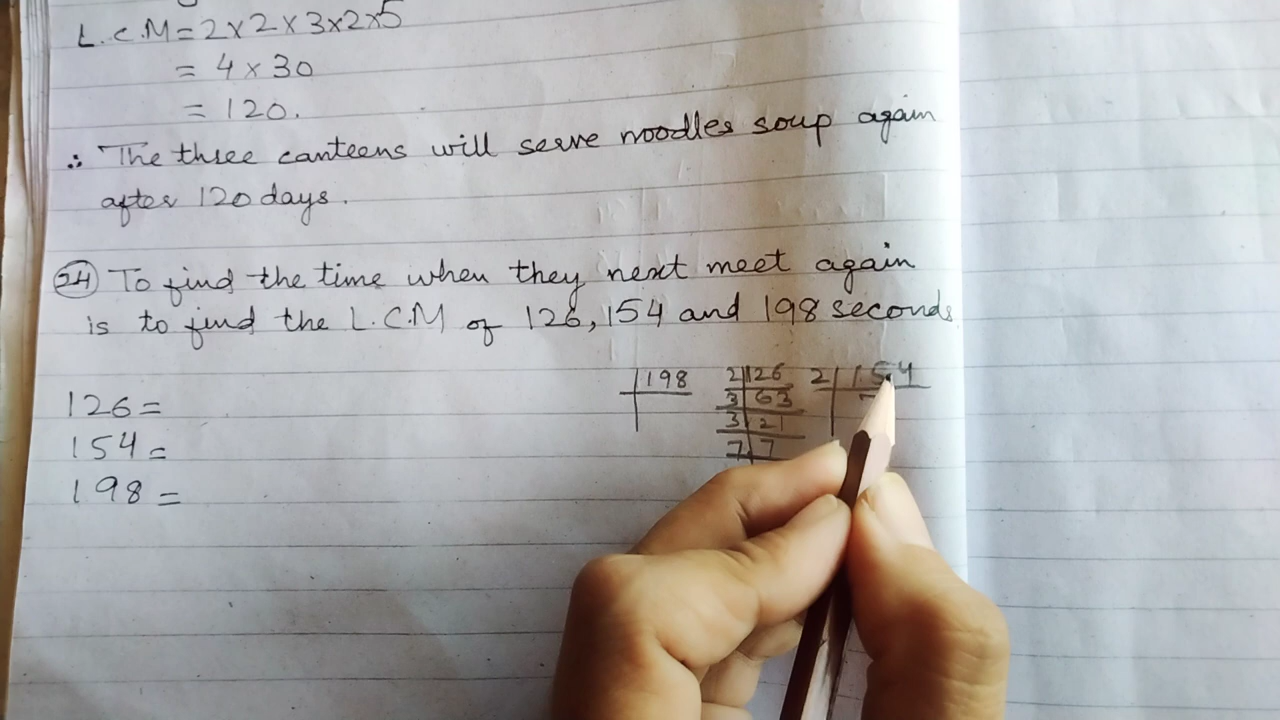 L.C.M = 2×2×3×2×5
= 4 × 30
= 120.
∴ The three canteens will serve noodles soup again
after 120 days.
24 To find the time when they next meet again
is to find the L.C.M of 126, 154 and 198 seconds
126 =
154 =
198 =
198
2 126
3 63
3 21
7 7
2 154
7